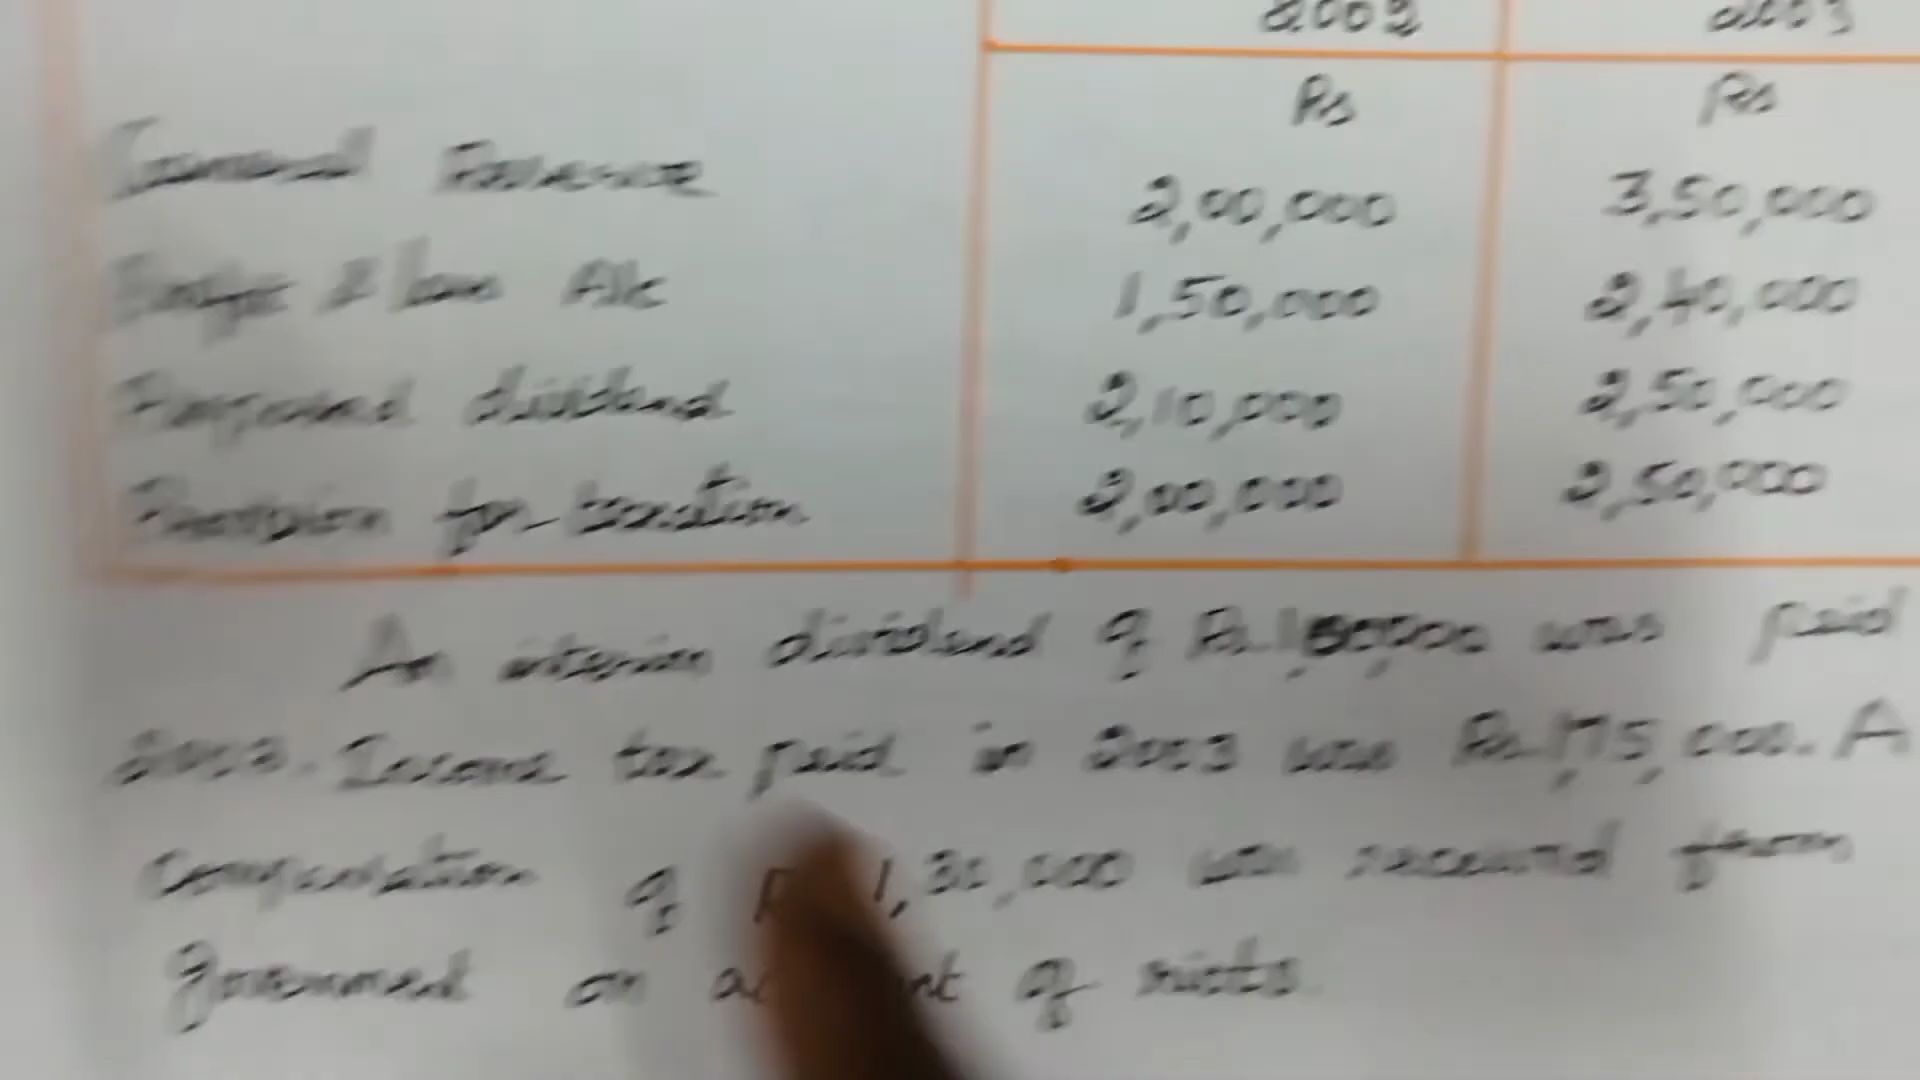 2002 2003
Rs Rs
General Reserve 2,00,000 3,50,000
Profit & loss A/c 1,50,000 2,40,000
Proposed dividend 2,10,000 2,50,000
Provision for taxation 2,00,000 2,50,000
An interim dividend of Rs. was paid
Income tax paid in 2003 was Rs. 1,75,000. A
compensation of 1,30,000 was received from
Government on account of riots.